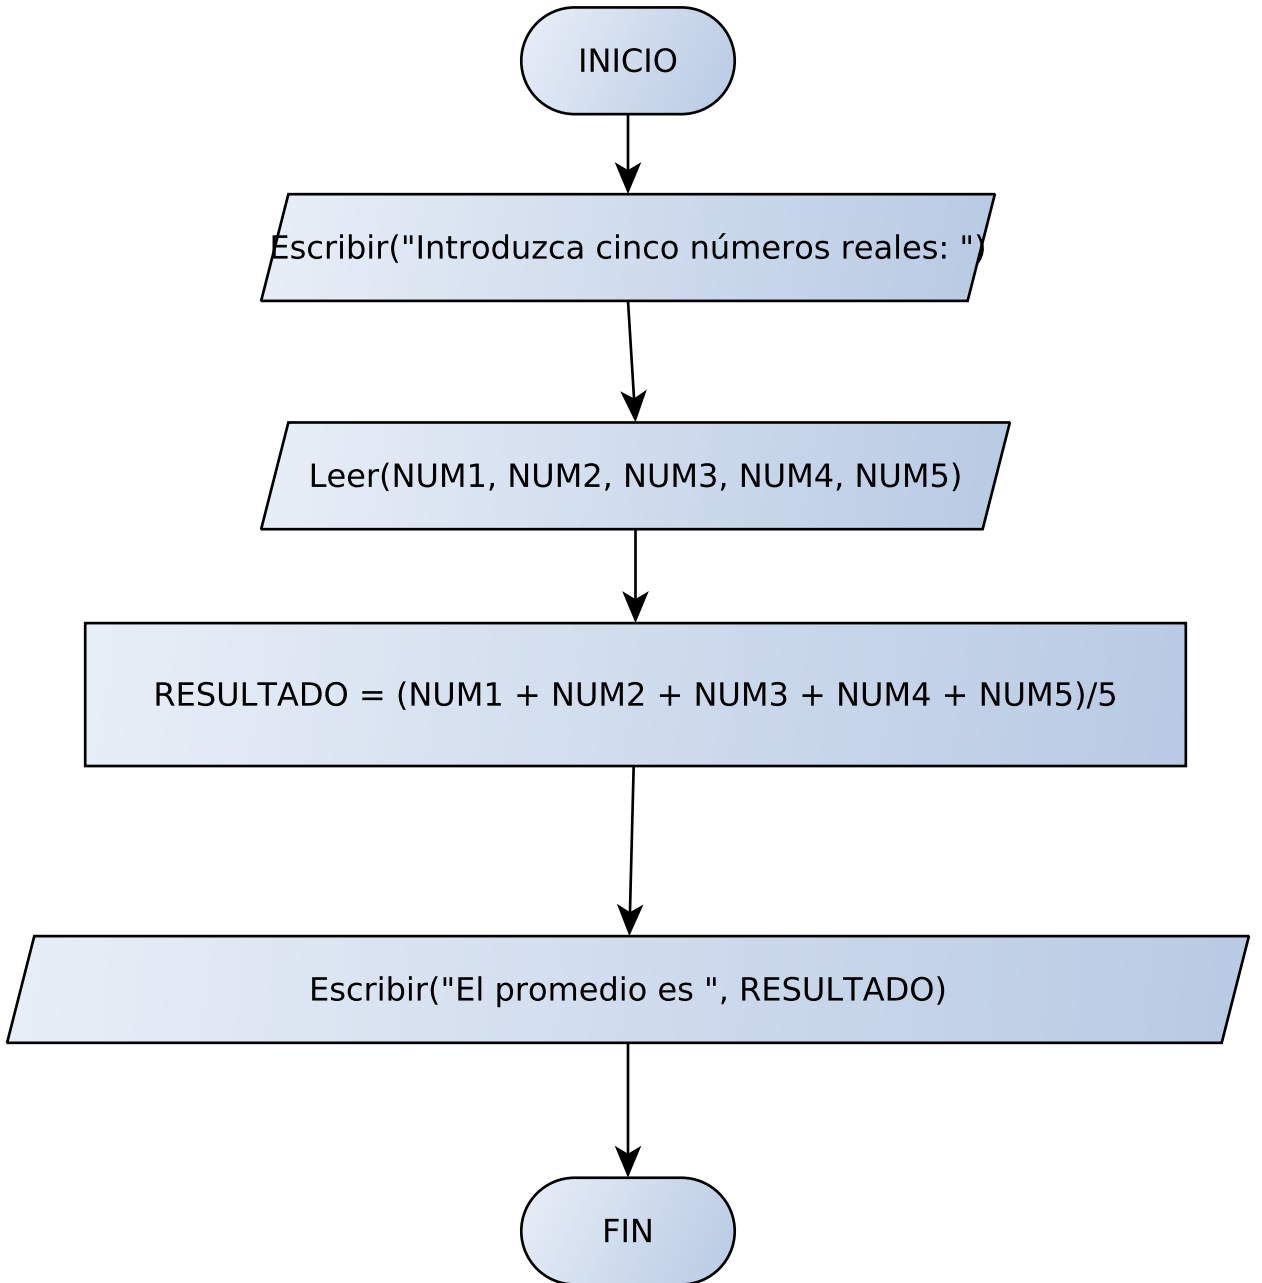 INICIO
Escribir("Introduzca cinco números reales: ")
Leer(NUM1, NUM2, NUM3, NUM4, NUM5)
RESULTADO = (NUM1 + NUM2 + NUM3 + NUM4 + NUM5)/5
Escribir("El promedio es ", RESULTADO)
FIN